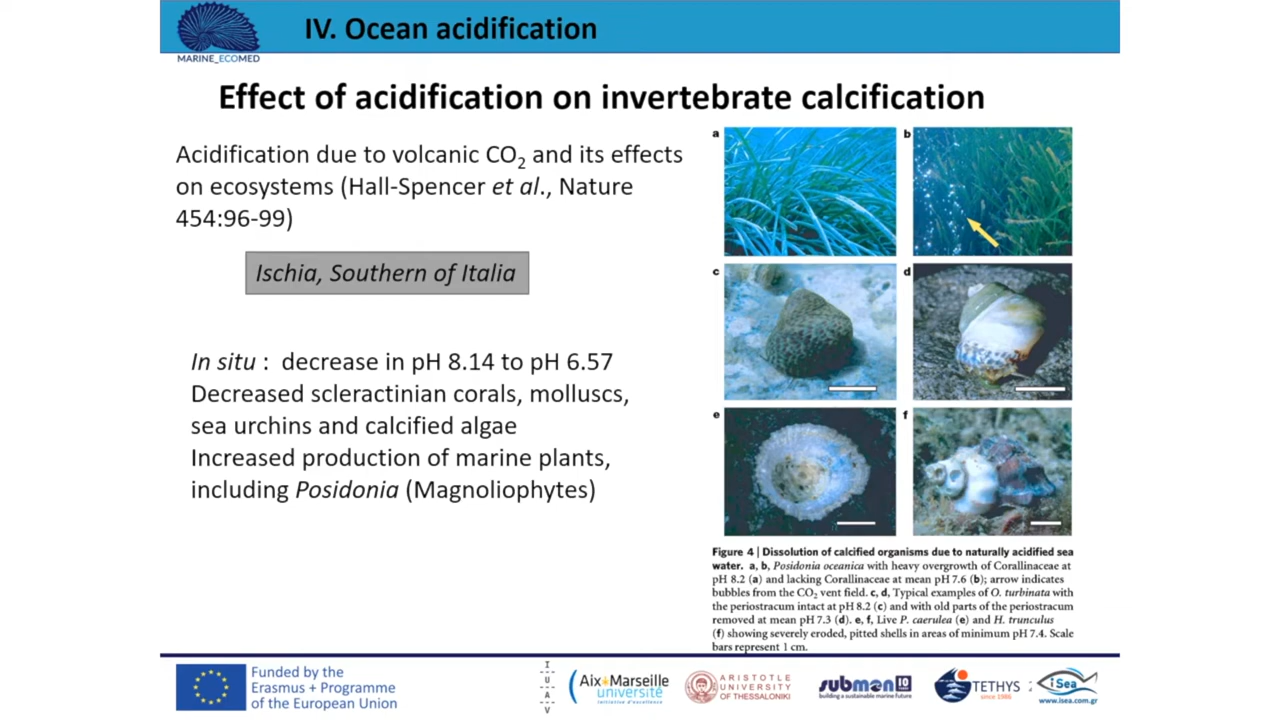 IV. Ocean acidification
MARINE_ECOMED
Effect of acidification on invertebrate calcification
Acidification due to volcanic CO₂ and its effects
on ecosystems (Hall-Spencer et al., Nature
454:96-99)
Ischia, Southern of Italia
In situ : decrease in pH 8.14 to pH 6.57
Decreased scleractinian corals, molluscs,
sea urchins and calcified algae
Increased production of marine plants,
including Posidonia (Magnoliophytes)
a
b
c
d
e
f
Figure 4 | Dissolution of calcified organisms due to naturally acidified sea
water. a, b, Posidonia oceanica with heavy overgrowth of Corallinaceae at
pH 8.2 (a) and lacking Corallinaceae at mean pH 7.6 (b); arrow indicates
bubbles from the CO₂ vent field. c, d, Typical examples of O. turbinata with
the periostracum intact at pH 8.2 (c) and with old parts of the periostracum
removed at mean pH 7.3 (d). e, f, Live P. caerulea (e) and H. trunculus
(f) showing severely eroded, pitted shells in areas of minimum pH 7.4. Scale
bars represent 1 cm.
Funded by the
Erasmus + Programme
of the European Union
I
U
A
V
Aix*Marseille
université
Initiative d'excellence
ARISTOTLE
UNIVERSITY
OF THESSALONIKI
submon
building a sustainable marine future
TETHYS
since 1986
iSea
www.isea.com.gr